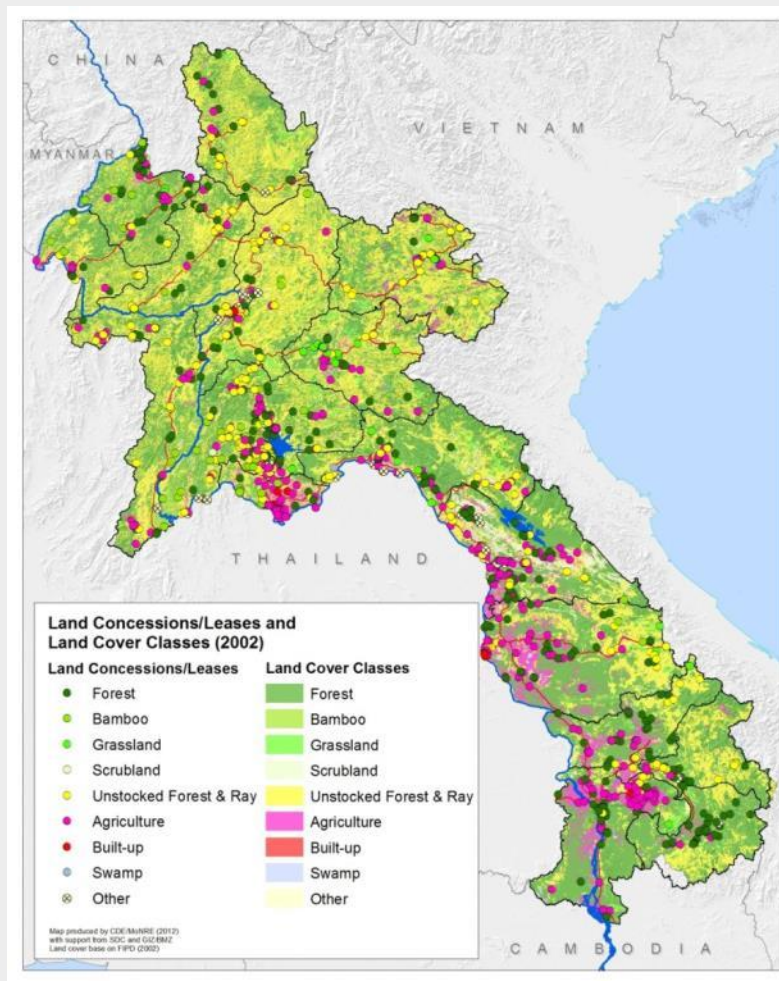 CHINA
MYANMAR
VIETNAM
THAILAND
Land Concessions/Leases and
Land Cover Classes (2002)
Land Concessions/Leases
Forest
Bamboo
Grassland
Scrubland
Unstocked Forest & Ray
Agriculture
Built-up
Swamp
Other
Land Cover Classes
Forest
Bamboo
Grassland
Scrubland
Unstocked Forest & Ray
Agriculture
Built-up
Swamp
Other
Map produced by CDE/MoNRE (2012)
with support from SDC and GIZ/BMZ
Land cover base on FIPD (2002)
CAMBODIA